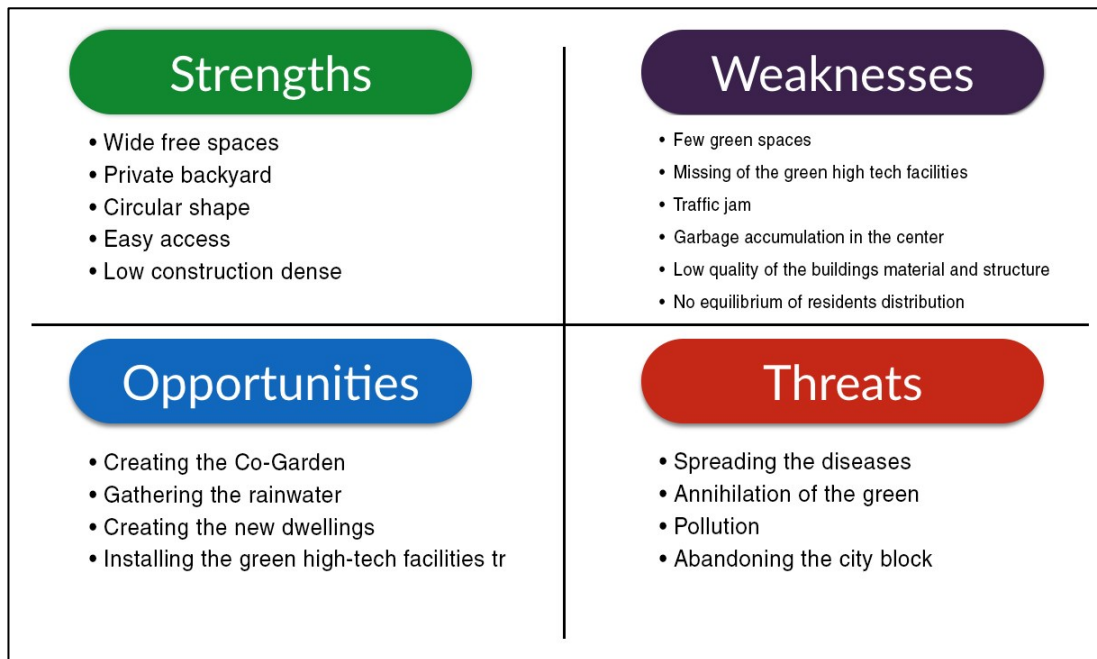 Strengths
• Wide free spaces
• Private backyard
• Circular shape
• Easy access
• Low construction dense
Weaknesses
• Few green spaces
• Missing of the green high tech facilities
• Traffic jam
• Garbage accumulation in the center
• Low quality of the buildings material and structure
• No equilibrium of residents distribution
Opportunities
• Creating the Co-Garden
• Gathering the rainwater
• Creating the new dwellings
• Installing the green high-tech facilities tr
Threats
• Spreading the diseases
• Annihilation of the green
• Pollution
• Abandoning the city block